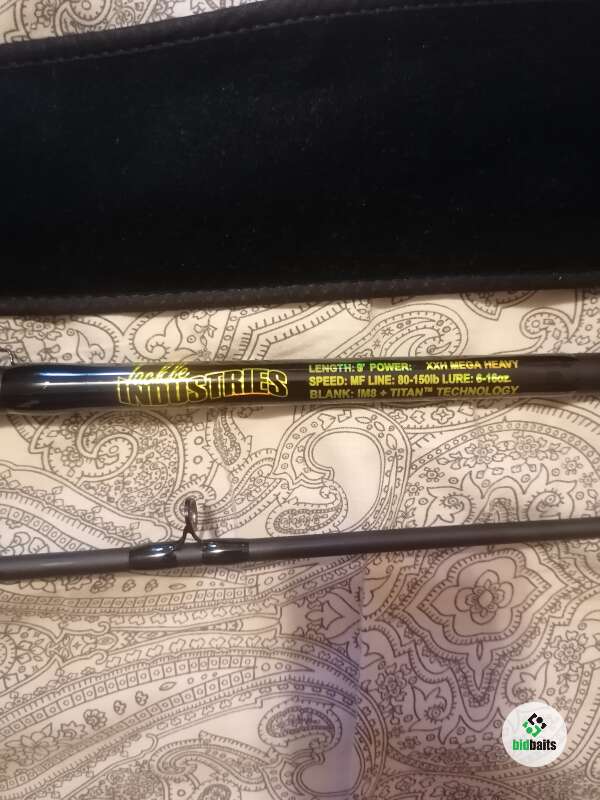 Tackle
INDUSTRIES
LENGTH: 9' POWER: XXH MEGA HEAVY
SPEED: MF LINE: 80-150lb LURE: 6-16oz.
BLANK: IM8 + TITAN™ TECHNOLOGY
bidbaits